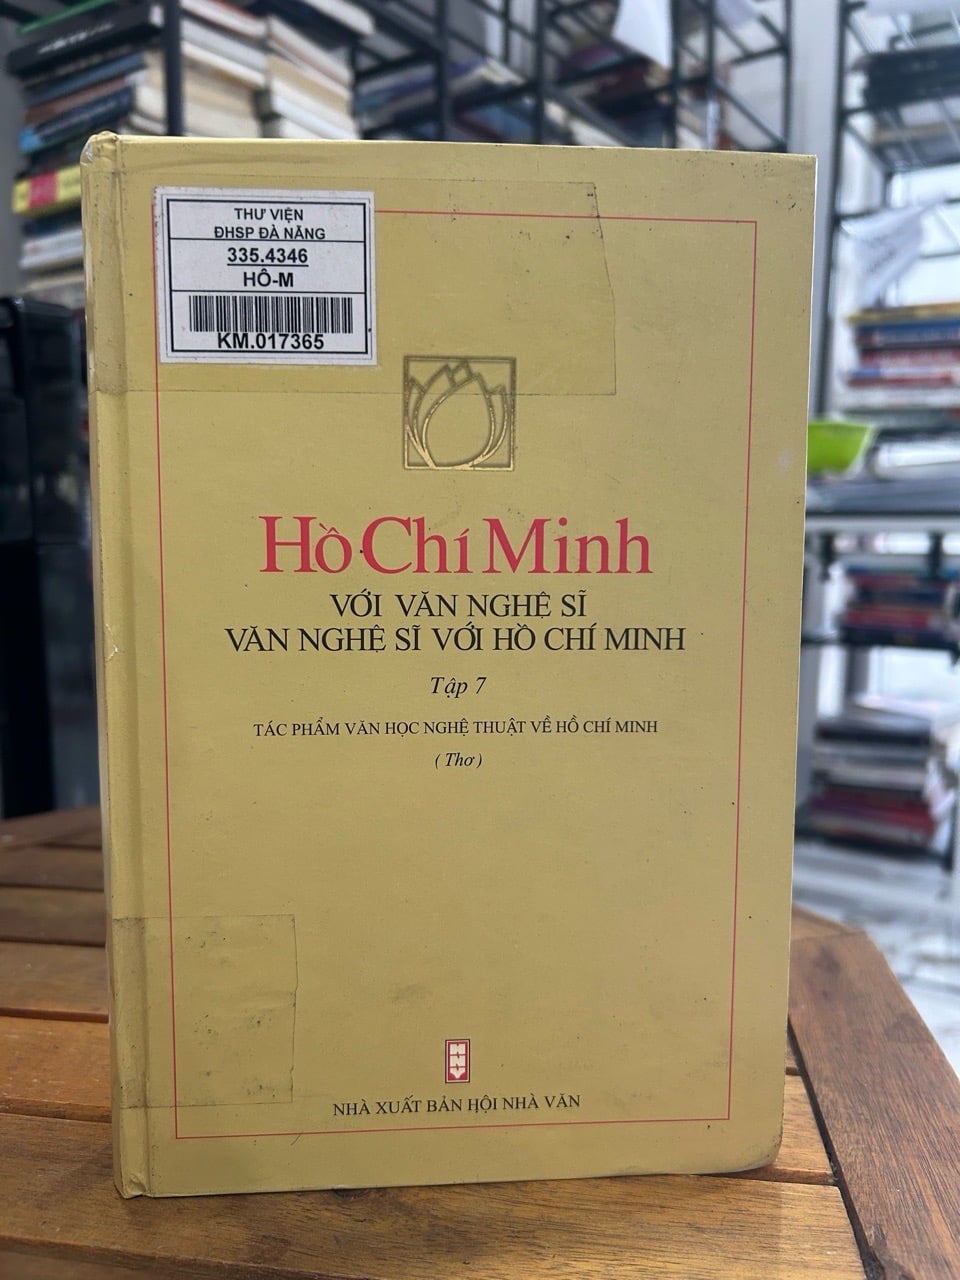 THƯ VIỆN
ĐHSP ĐÀ NẴNG
335.4346
HÔ-M
KM.017365
Hồ Chí Minh
VỚI VĂN NGHỆ SĨ
VĂN NGHỆ SĨ VỚI HỒ CHÍ MINH
Tập 7
TÁC PHẨM VĂN HỌC NGHỆ THUẬT VỀ HỒ CHÍ MINH
( Thơ )
HNV
NHÀ XUẤT BẢN HỘI NHÀ VĂN